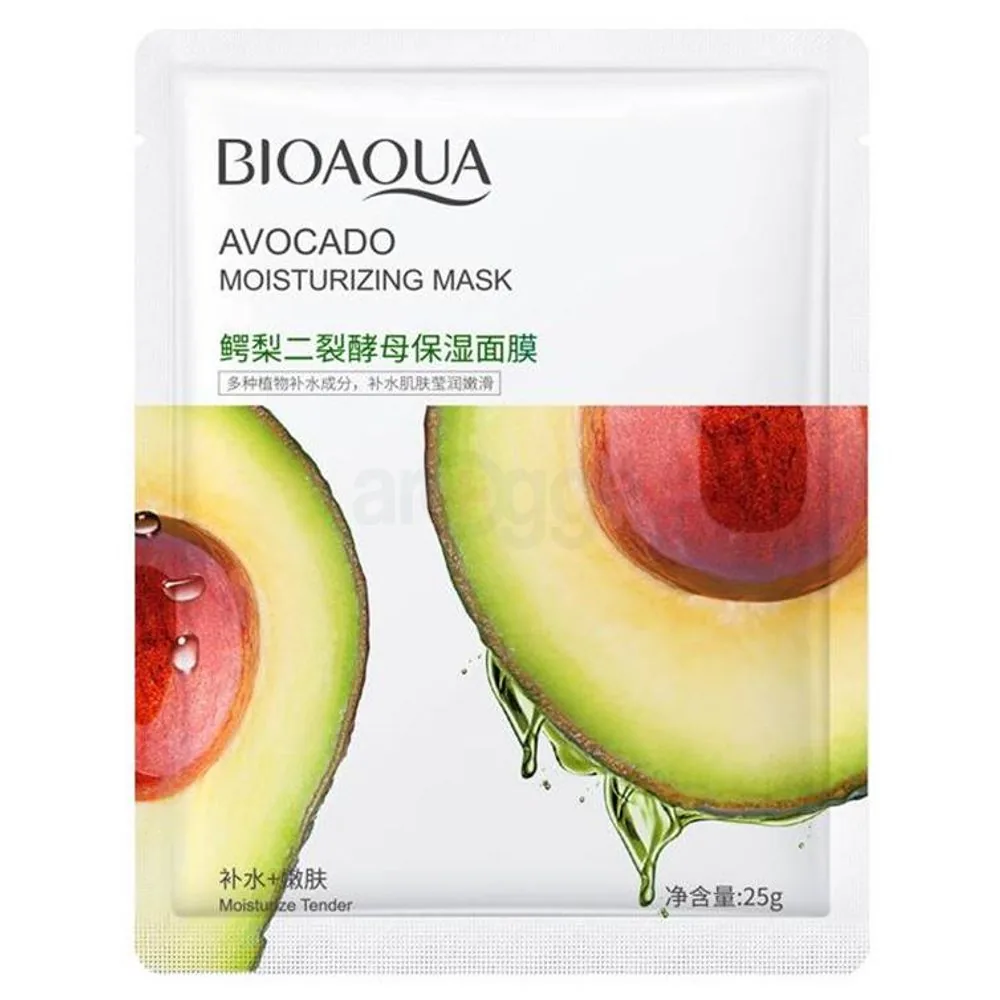 BIOAQUA
AVOCADO
MOISTURIZING MASK
鳄梨二裂酵母保湿面膜
多种植物补水成分，补水肌肤莹润嫩滑
arogga
补水+嫩肤
Moisturize Tender
净含量:25g